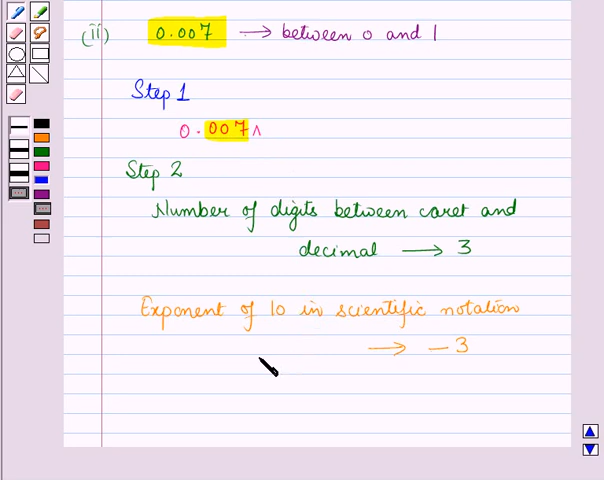 (ii) 0.007 → between 0 and 1
Step 1
0.007∧
Step 2
Number of digits between caret and
decimal → 3
Exponent of 10 in scientific notation
→ -3